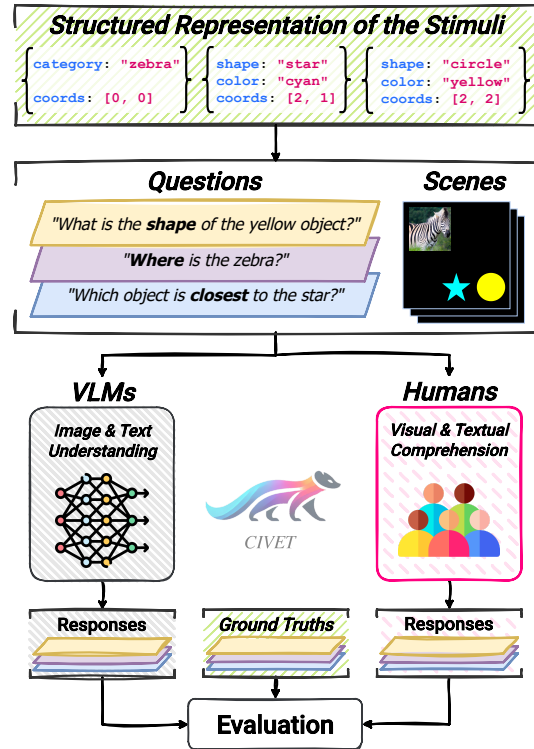 Structured Representation of the Stimuli
category: "zebra"
coords: [0, 0]
shape: "star"
color: "cyan"
coords: [2, 1]
shape: "circle"
color: "yellow"
coords: [2, 2]
Questions
"What is the shape of the yellow object?"
"Where is the zebra?"
"Which object is closest to the star?"
Scenes
VLMs
Image & Text
Understanding
CIVET
Humans
Visual & Textual
Comprehension
Responses
Ground Truths
Responses
Evaluation